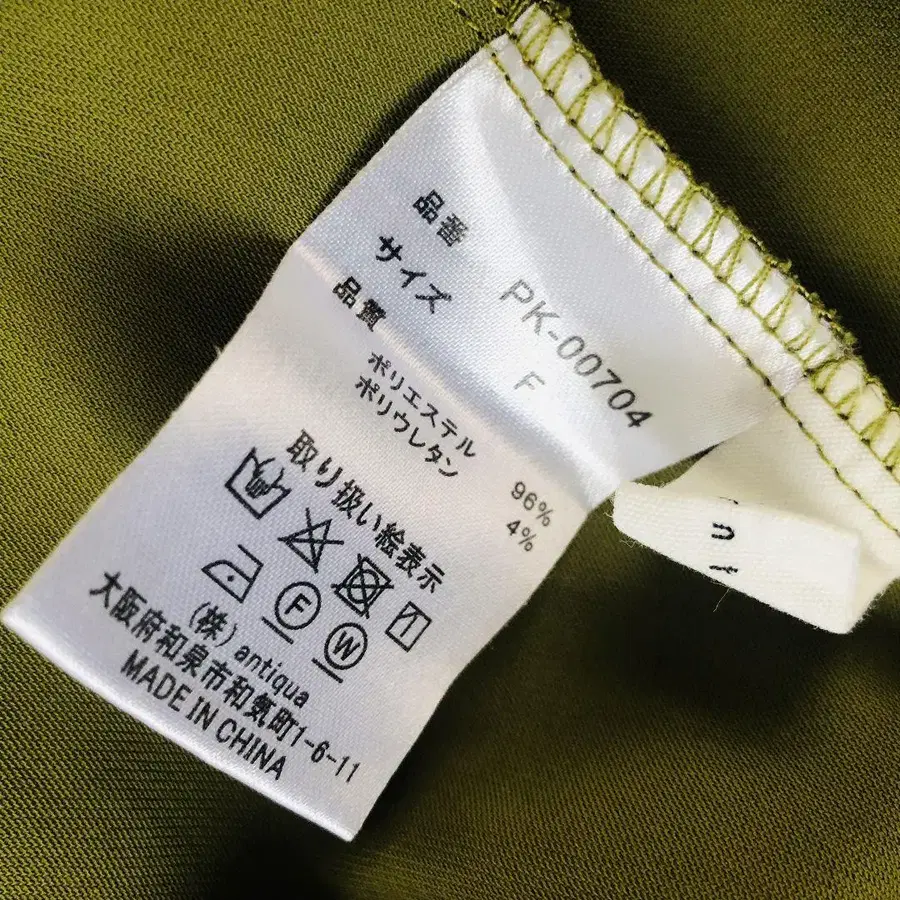 品番 PK-00704
サイズ F
品質
ポリエステル 96%
ポリウレタン 4%
取り扱い絵表示
F W
(株) antiqua
大阪府和泉市和気町1-6-11
MADE IN CHINA